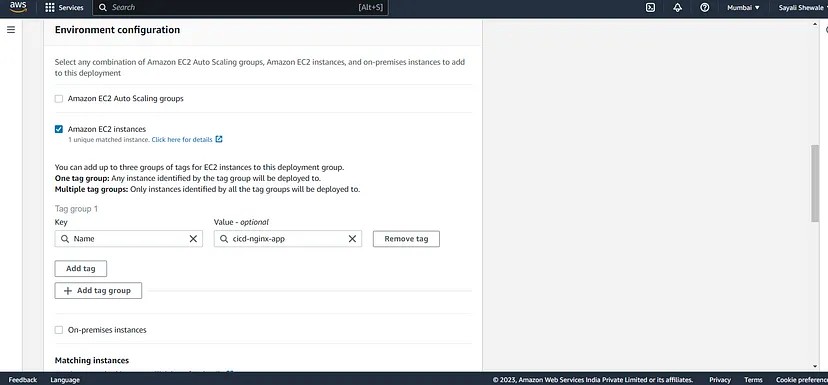 aws
Services
Search
[Alt+S]
Mumbai
Sayali Shewale
Environment configuration
Select any combination of Amazon EC2 Auto Scaling groups, Amazon EC2 instances, and on-premises instances to add
to this deployment
Amazon EC2 Auto Scaling groups
Amazon EC2 instances
1 unique matched instance. Click here for details
You can add up to three groups of tags for EC2 instances to this deployment group.
One tag group: Any instance identified by the tag group will be deployed to.
Multiple tag groups: Only instances identified by all the tag groups will be deployed to.
Tag group 1
Key
Value - optional
Name
cicd-nginx-app
Remove tag
Add tag
Add tag group
On-premises instances
Matching instances
Feedback
Language
© 2023, Amazon Web Services India Private Limited or its affiliates.
Privacy
Terms
Cookie preferenc